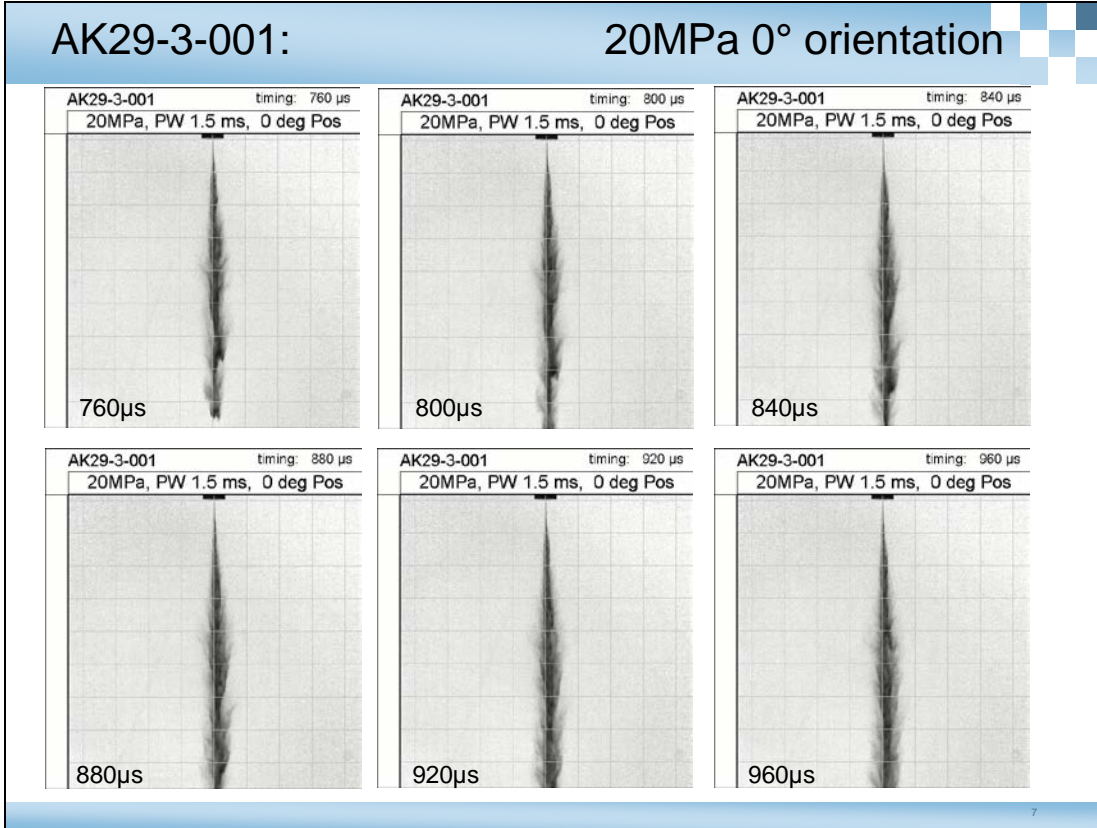 AK29-3-001: 20MPa 0° orientation
AK29-3-001 timing: 760 µs
20MPa, PW 1.5 ms, 0 deg Pos
760µs
AK29-3-001 timing: 800 µs
20MPa, PW 1.5 ms, 0 deg Pos
800µs
AK29-3-001 timing: 840 µs
20MPa, PW 1.5 ms, 0 deg Pos
840µs
AK29-3-001 timing: 880 µs
20MPa, PW 1.5 ms, 0 deg Pos
880µs
AK29-3-001 timing: 920 µs
20MPa, PW 1.5 ms, 0 deg Pos
920µs
AK29-3-001 timing: 960 µs
20MPa, PW 1.5 ms, 0 deg Pos
960µs
7